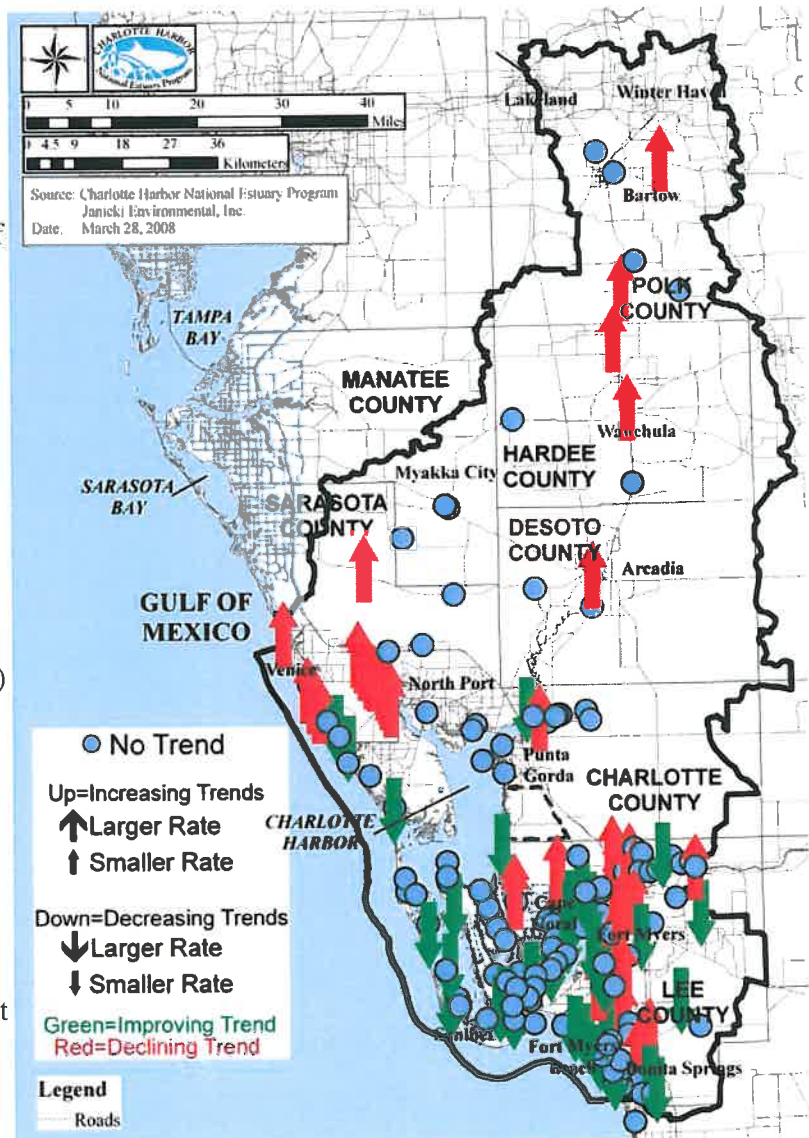 CHARLOTTE HARBOR
National Estuary Program
0 5 10 20 30 40
Miles
0 4.5 9 18 27 36
Kilometers
Source: Charlotte Harbor National Estuary Program
Janicki Environmental, Inc.
Date: March 28, 2008
Lakeland
Winter Haven
Bartow
POLK
COUNTY
TAMPA
BAY
MANATEE
COUNTY
Wauchula
HARDEE
COUNTY
Myakka City
SARASOTA
BAY
SARASOTA
COUNTY
DESOTO
COUNTY
Arcadia
GULF OF
MEXICO
Venice
North Port
Punta
Gorda
CHARLOTTE
COUNTY
CHARLOTTE
HARBOR
Cape
Coral
Fort Myers
LEE
COUNTY
Sanibel
Fort Myers
Beach
Bonita Springs
No Trend
Up=Increasing Trends
Larger Rate
Smaller Rate
Down=Decreasing Trends
Larger Rate
Smaller Rate
Green=Improving Trend
Red=Declining Trend
Legend
Roads
)
t